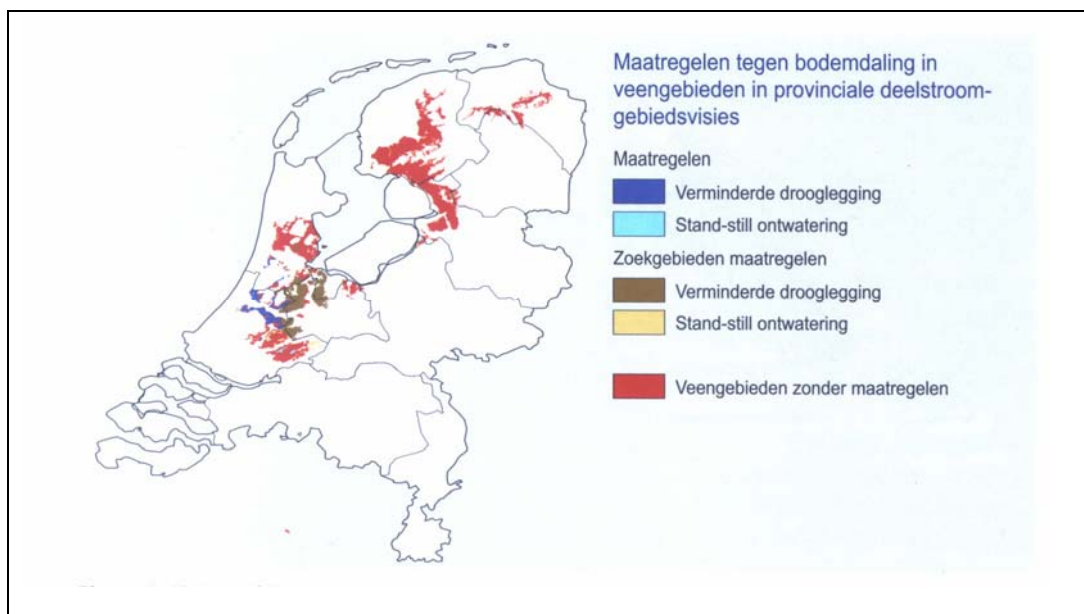 Maatregelen tegen bodemdaling in
veengebieden in provinciale deelstroom-
gebiedsvisies
Maatregelen
Verminderde drooglegging
Stand-still ontwatering
Zoekgebieden maatregelen
Verminderde drooglegging
Stand-still ontwatering
Veengebieden zonder maatregelen